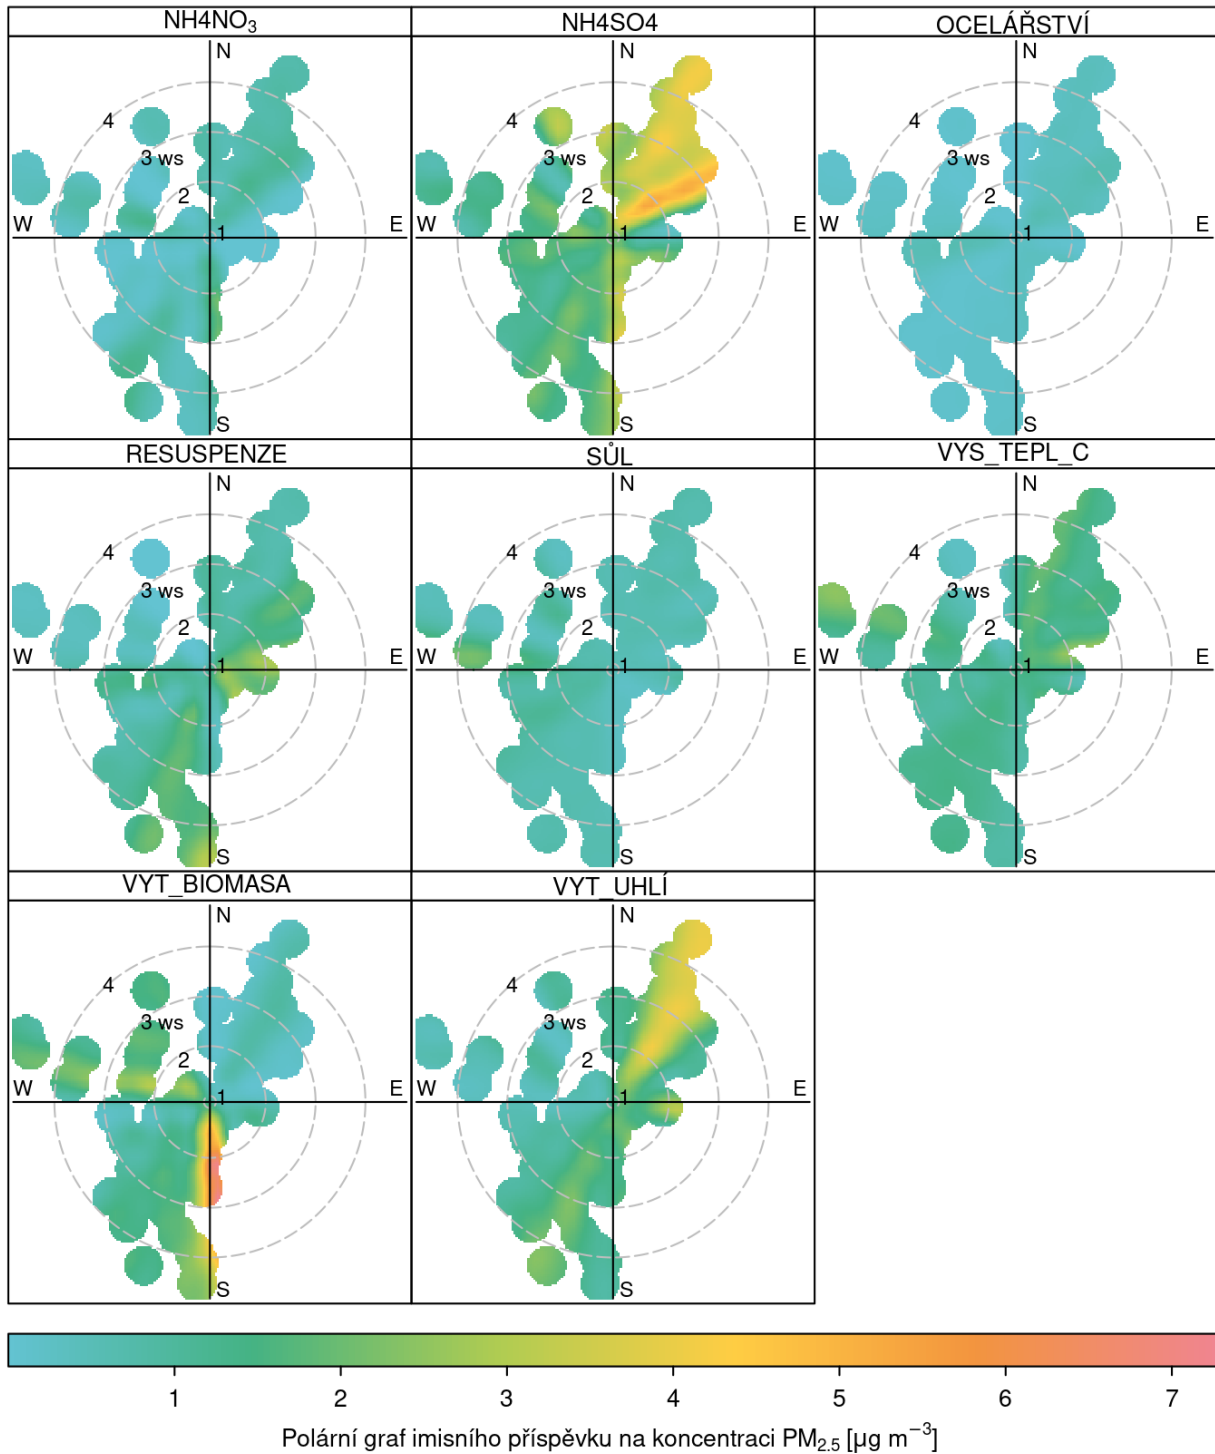 NH4NO₃ NH4SO4 OCELÁŘSTVÍ
N N N
4 4 4
3 ws 3 ws 3 ws
2 2 2
W 1 E W 1 E W 1 E
S S S
RESUSPENZE SŮL VYS_TEPL_C
N N N
4 4 4
3 ws 3 ws 3 ws
2 2 2
W 1 E W 1 E W 1 E
S S S
VYT_BIOMASA VYT_UHLÍ
N N
4 4
3 ws 3 ws
2 2
W 1 E W 1 E
S S
1 2 3 4 5 6 7
Polární graf imisního příspěvku na koncentraci PM₂.₅ [µg m⁻³]